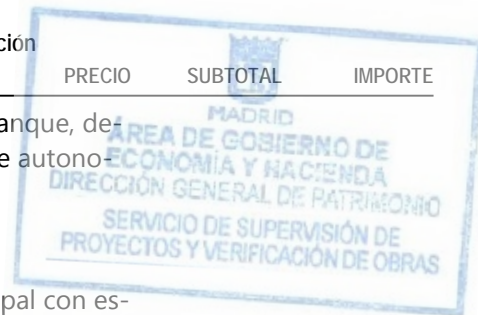 ción
PRECIO SUBTOTAL IMPORTE
anque, de-
e autono-
MADRID
ÁREA DE GOBIERNO DE
ECONOMÍA Y HACIENDA
DIRECCIÓN GENERAL DE PATRIMONIO
SERVICIO DE SUPERVISIÓN DE
PROYECTOS Y VERIFICACIÓN DE OBRAS
pal con es-